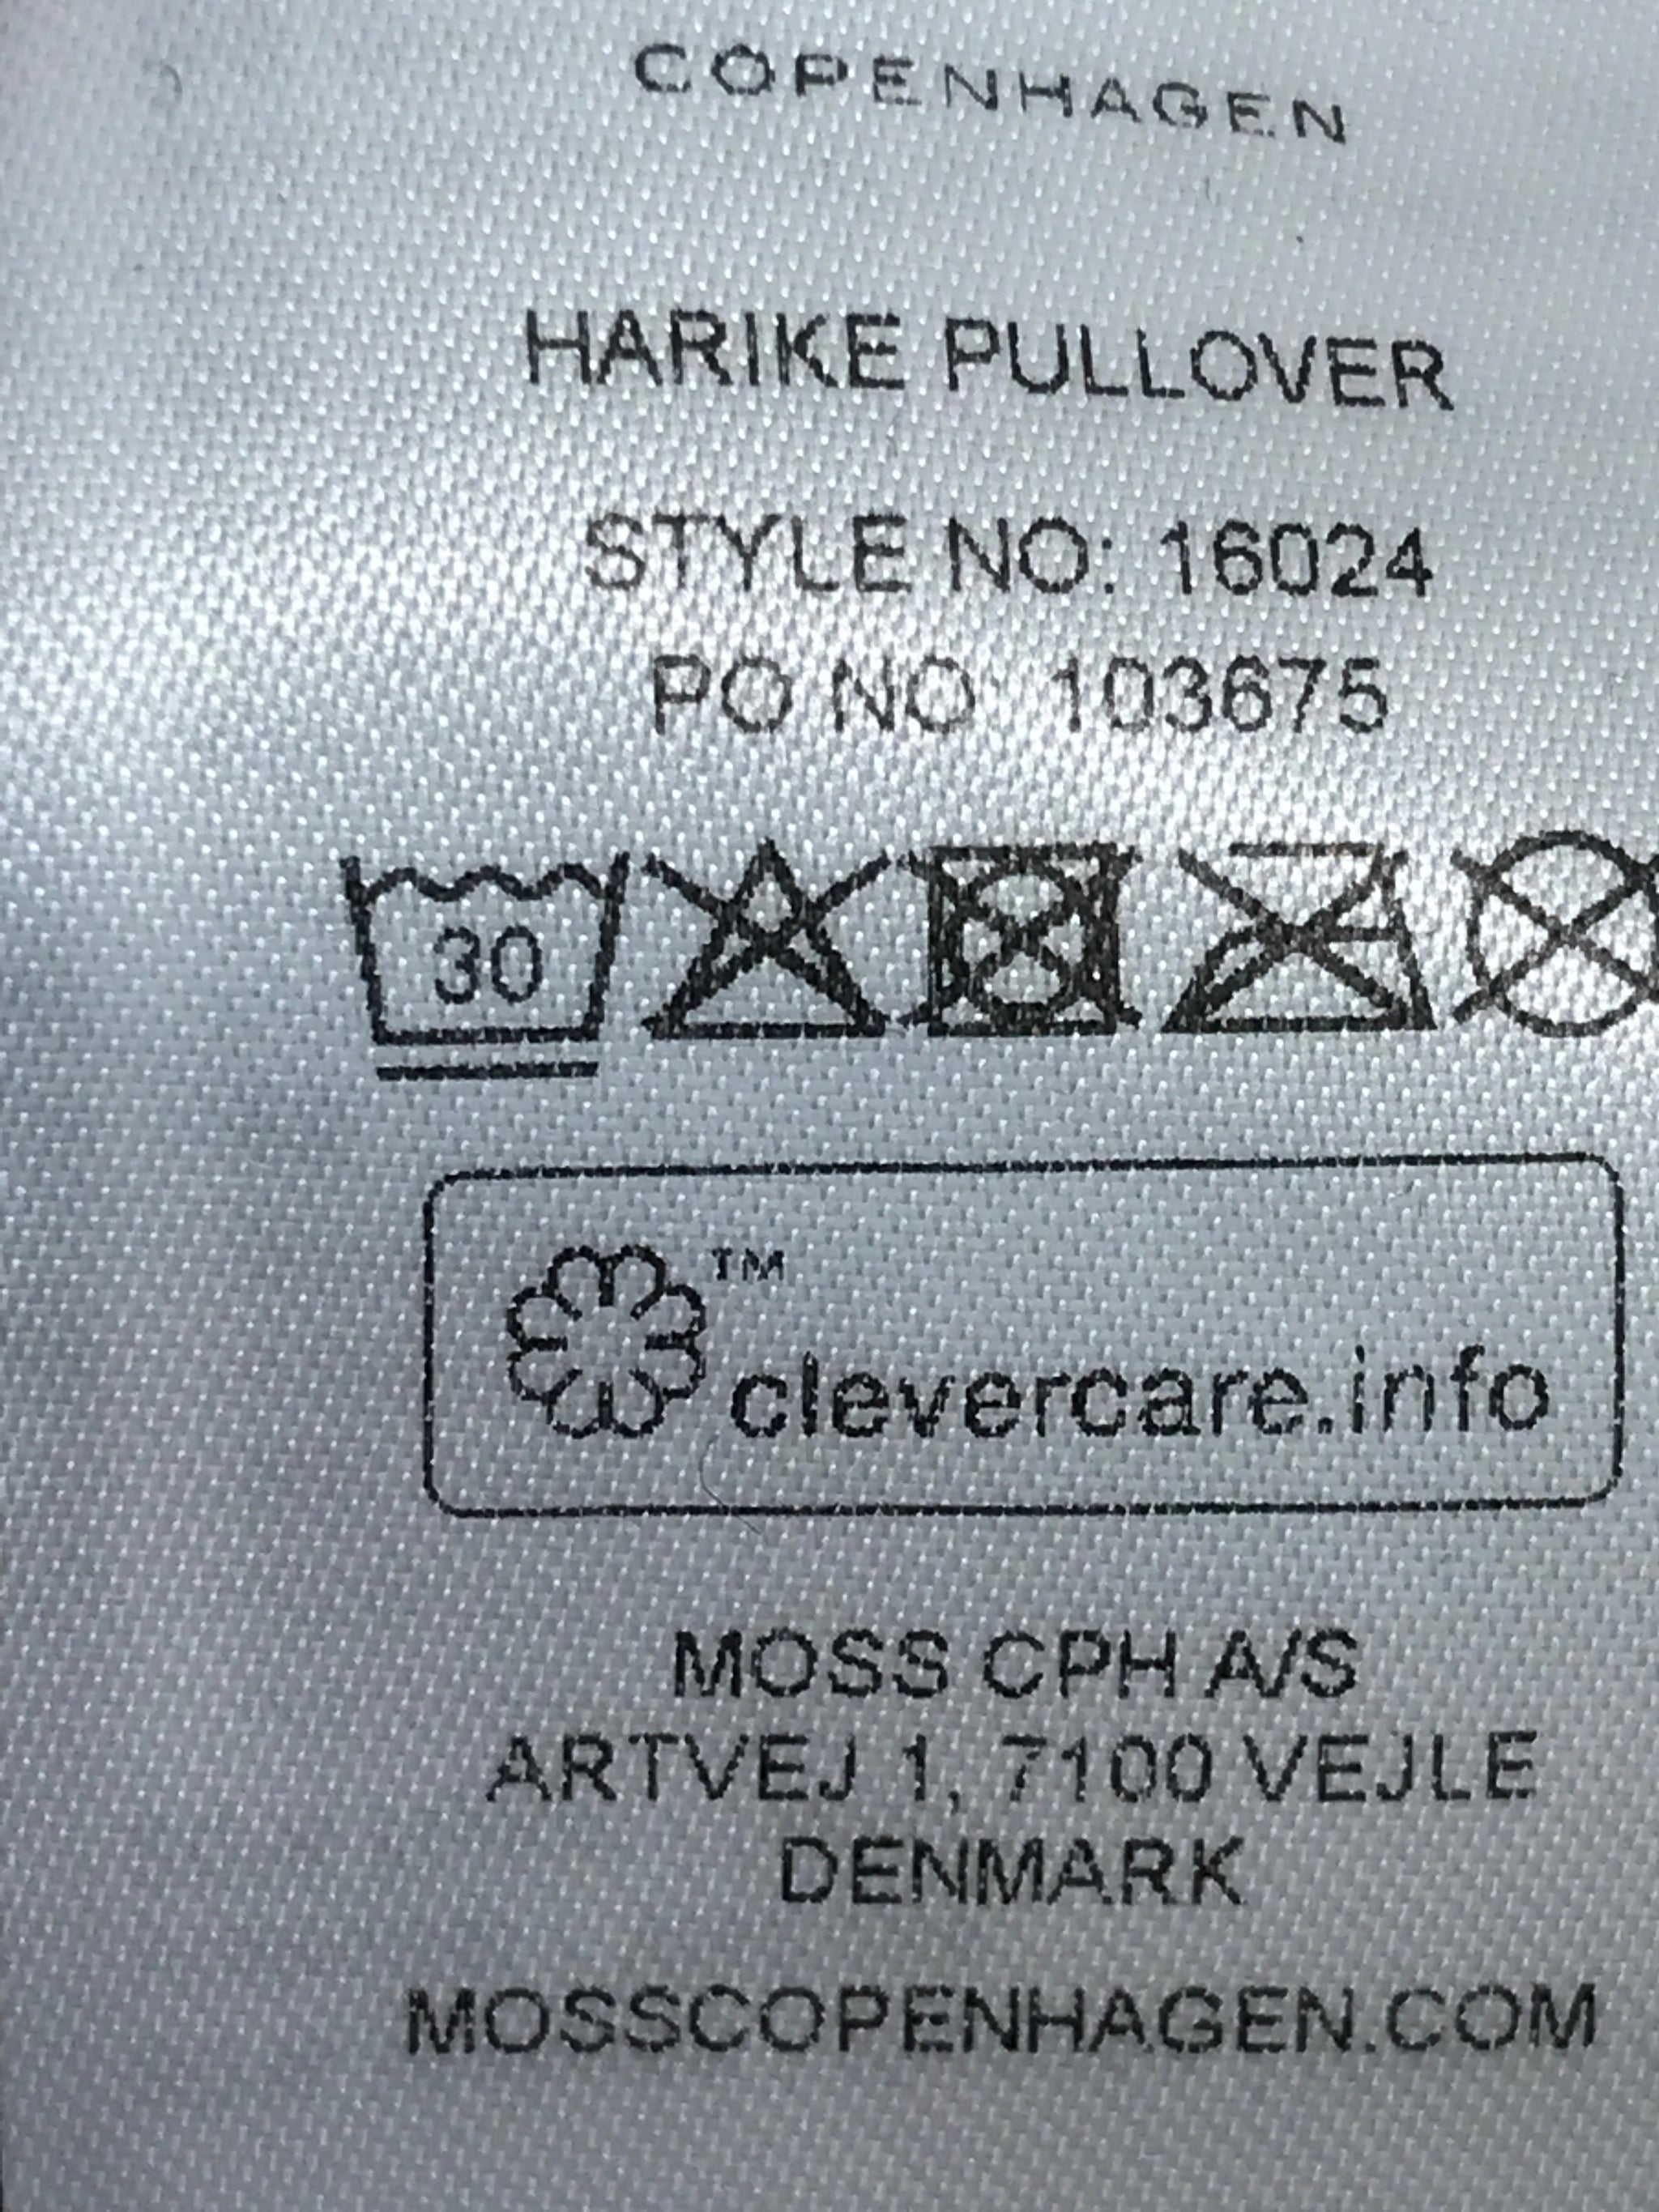 COPENHAGEN
HARIKE PULLOVER
STYLE NO: 16024
PO NO: 103675
30
™
clevercare.info
MOSS CPH A/S
ARTVEJ 1, 7100 VEJLE
DENMARK
MOSSCOPENHAGEN.COM